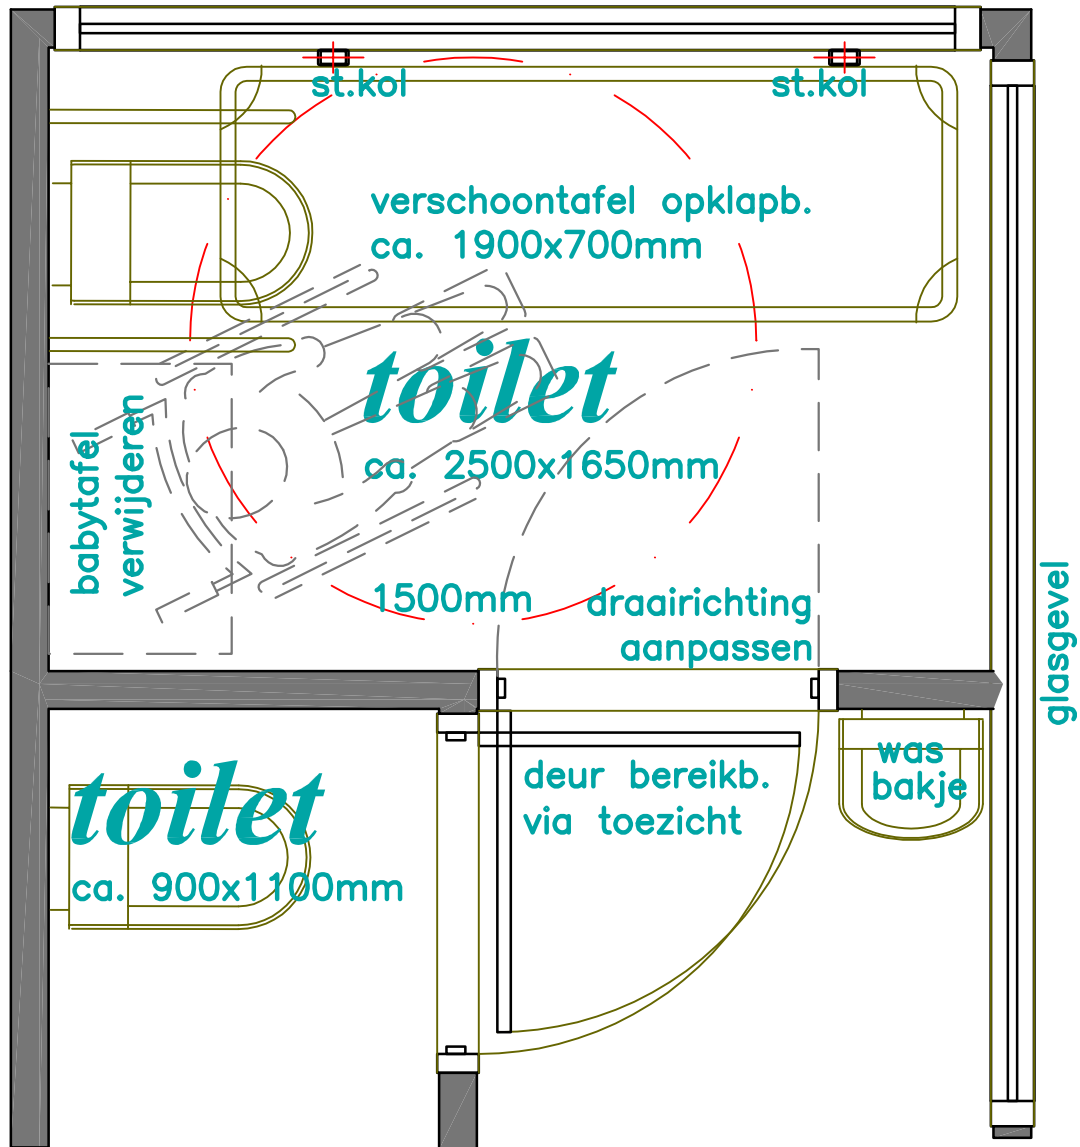 st.kol
st.kol
verschoontafel opklapb.
ca. 1900x700mm
toilet
ca. 2500x1650mm
babytafel
verwijderen
1500mm
draairichting
aanpassen
glasgevel
deur bereikb.
via toezicht
was
bakje
toilet
ca. 900x1100mm